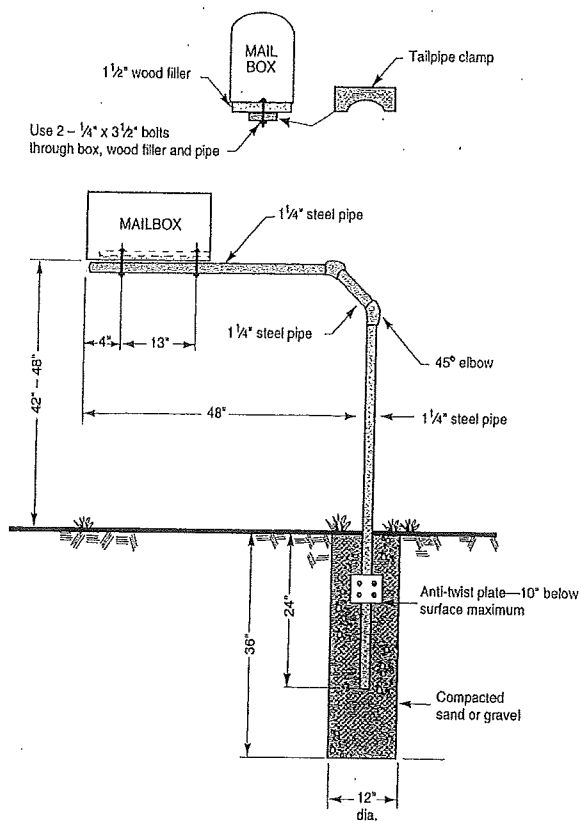 MAIL
BOX
Tailpipe clamp
1½" wood filler
Use 2 – ¼" x 3½" bolts
through box, wood filler and pipe
MAILBOX
1¼" steel pipe
1¼" steel pipe
4"
13"
45° elbow
42" – 48"
48"
1¼" steel pipe
24"
Anti-twist plate—10" below
surface maximum
36"
Compacted
sand or gravel
12"
dia.